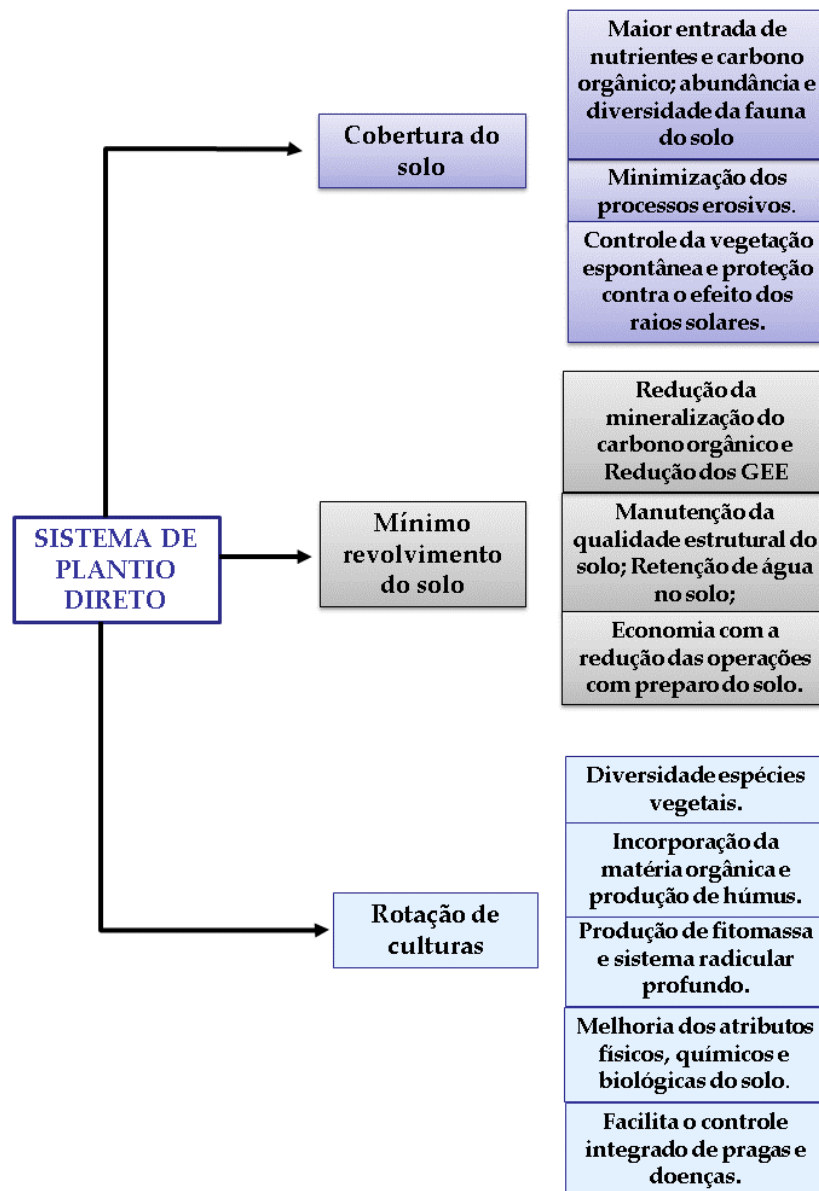 Maior entrada de
nutrientes e carbono
orgânico; abundância e
diversidade da fauna
do solo
Cobertura do
solo
Minimização dos
processos erosivos.
Controle da vegetação
espontânea e proteção
contra o efeito dos
raios solares.
Redução da
mineralização do
carbono orgânico e
Redução dos GEE
SISTEMA DE
PLANTIO
DIRETO
Mínimo
revolvimento
do solo
Manutenção da
qualidade estrutural do
solo; Retenção de água
no solo;
Economia com a
redução das operações
com preparo do solo.
Diversidade espécies
vegetais.
Incorporação da
matéria orgânica e
produção de húmus.
Rotação de
culturas
Produção de fitomassa
e sistema radicular
profundo.
Melhoria dos atributos
físicos, químicos e
biológicas do solo.
Facilita o controle
integrado de pragas e
doenças.